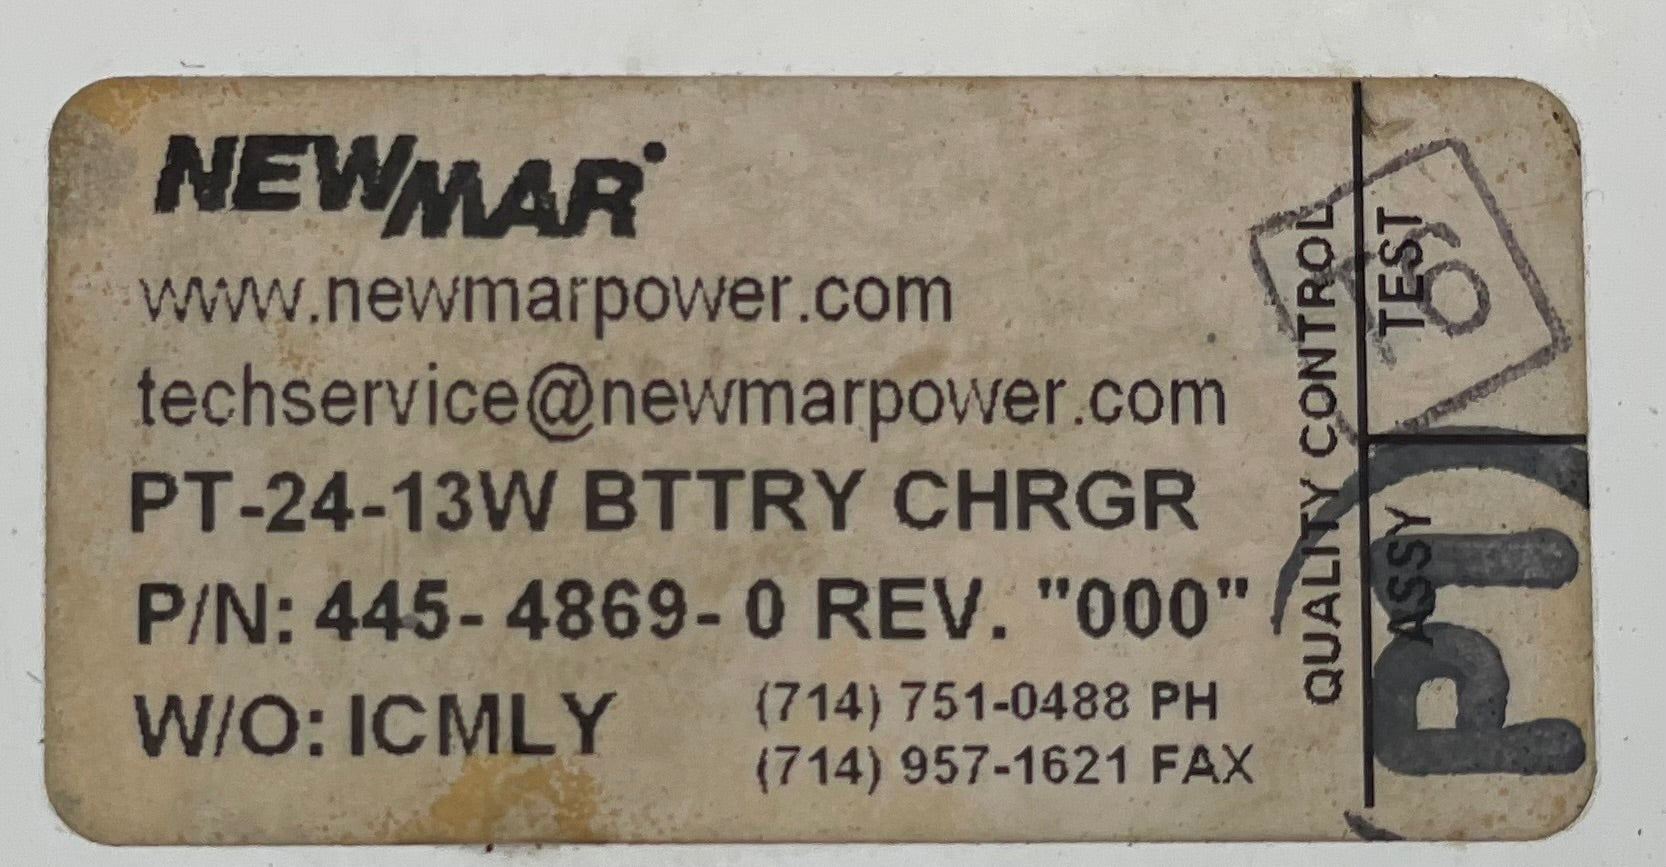 NEWMAR
www.newmarpower.com
techservice@newmarpower.com
PT-24-13W BTTRY CHRGR
P/N: 445- 4869- 0 REV. "000"
W/O: ICMLY
(714) 751-0488 PH
(714) 957-1621 FAX
QUALITY CONTROL
TEST
ASSY